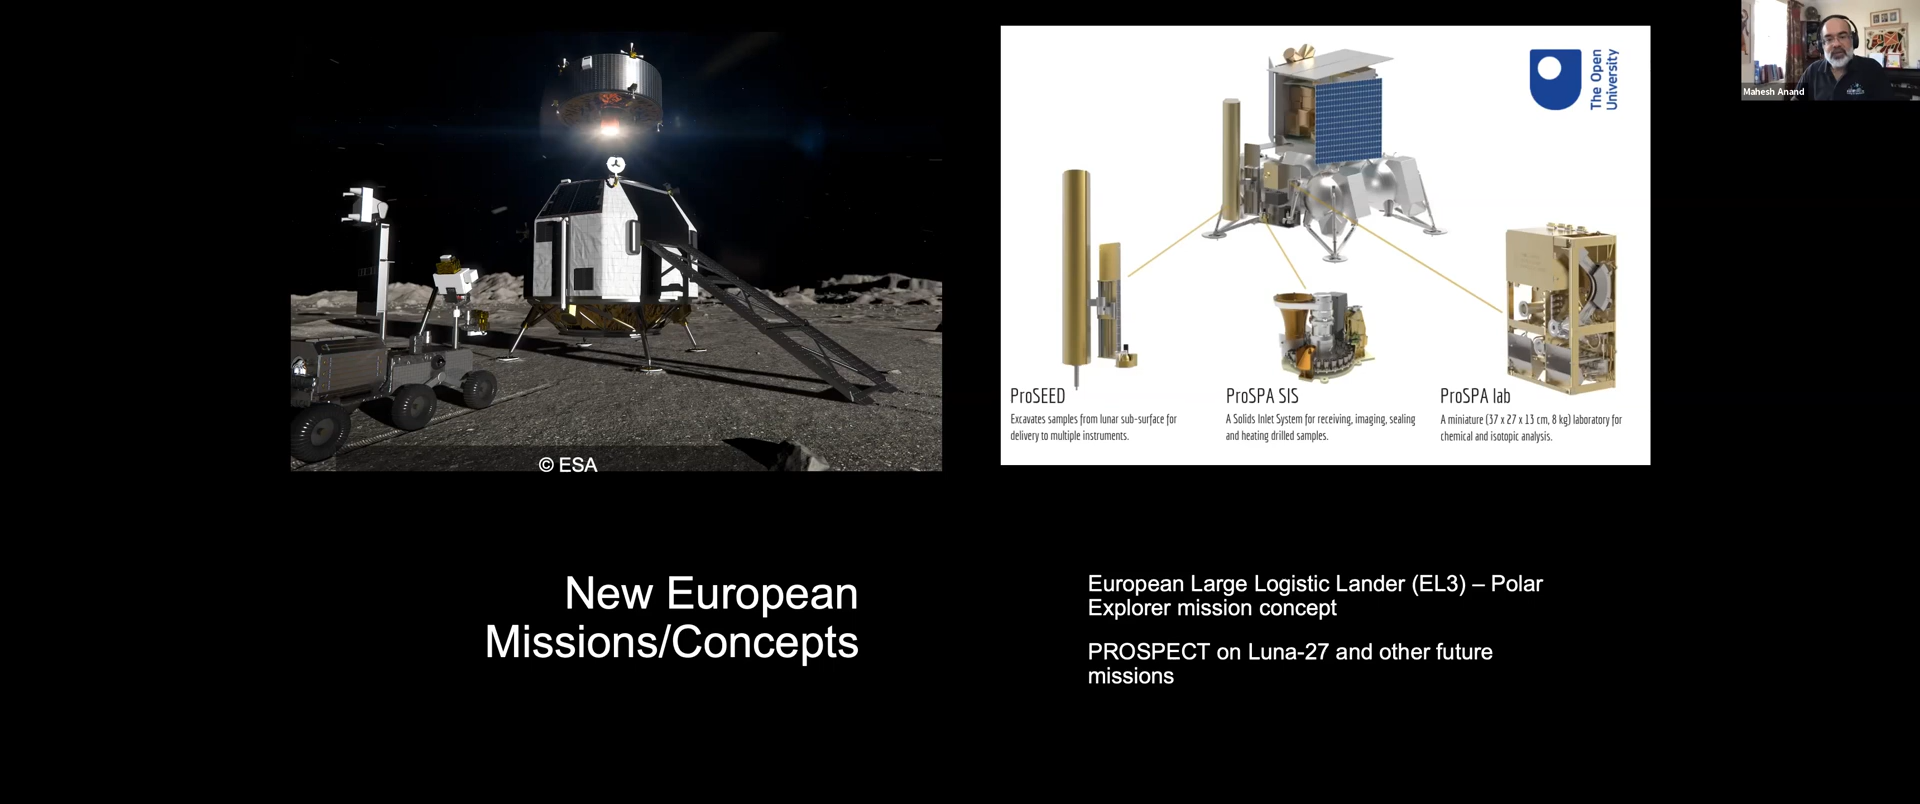 The Open
University
Mahesh Anand
ProSEED
Excavates samples from lunar sub-surface for
delivery to multiple instruments.
ProSPA SIS
A Solids Inlet System for receiving, imaging, sealing
and heating drilled samples.
ProSPA lab
A miniature (37 x 27 x 13 cm, 8 kg) laboratory for
chemical and isotopic analysis.
© ESA
New European
Missions/Concepts
European Large Logistic Lander (EL3) – Polar
Explorer mission concept
PROSPECT on Luna-27 and other future
missions